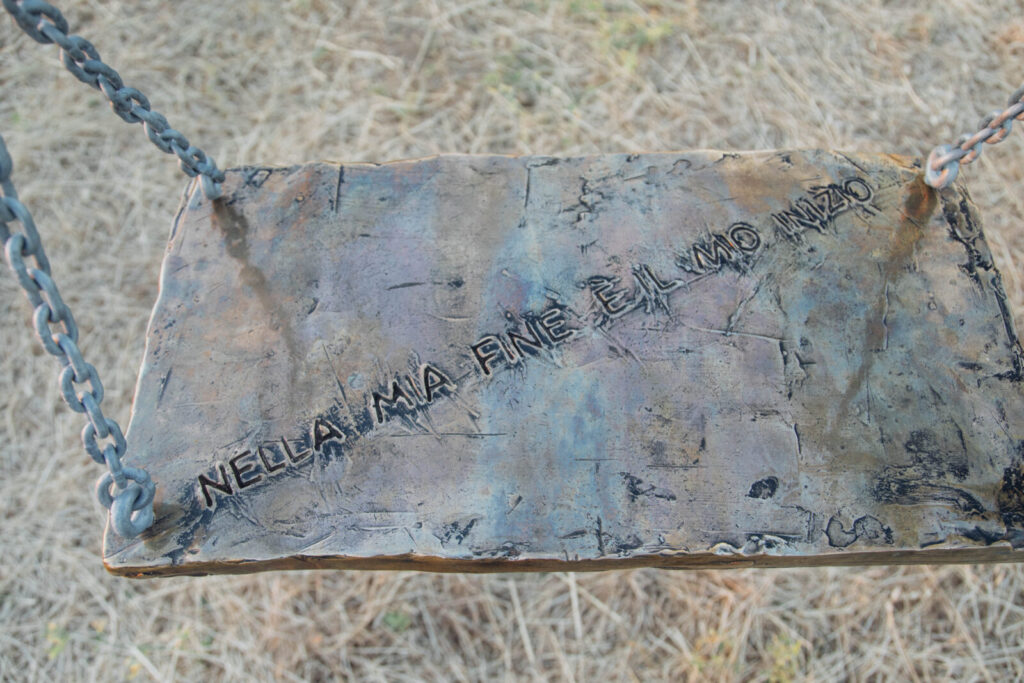 NELLA MIA FINE È IL MIO INIZIO